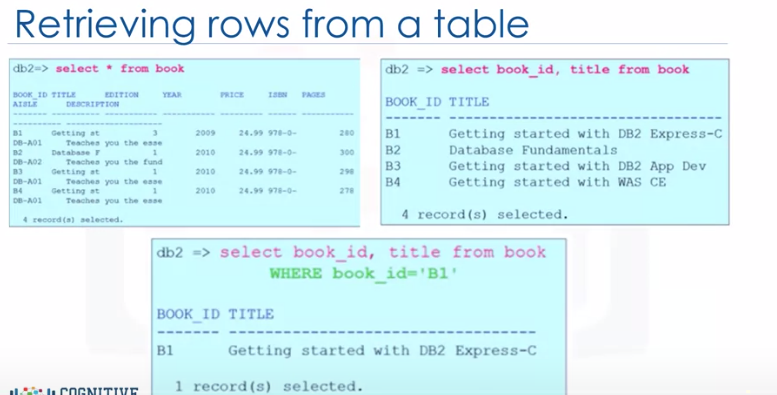 Retrieving rows from a table
db2=> select * from book
BOOK_ID TITLE EDITION YEAR PRICE ISBN PAGES
AISLE DESCRIPTION
B1 Getting st 3 2009 24.99 978-0- 280
DB-A01 Teaches you the esse
B2 Database F 1 2010 24.99 978-0- 300
DB-A02 Teaches you the fund
B3 Getting st 1 2010 24.99 978-0- 298
DB-A01 Teaches you the esse
B4 Getting st 1 2010 24.99 978-0- 278
DB-A01 Teaches you the esse
4 record(s) selected.
db2 => select book_id, title from book
BOOK_ID TITLE
B1 Getting started with DB2 Express-C
B2 Database Fundamentals
B3 Getting started with DB2 App Dev
B4 Getting started with WAS CE
4 record(s) selected.
db2 => select book_id, title from book
WHERE book_id='B1'
BOOK_ID TITLE
B1 Getting started with DB2 Express-C
1 record(s) selected.
COGNITIVE